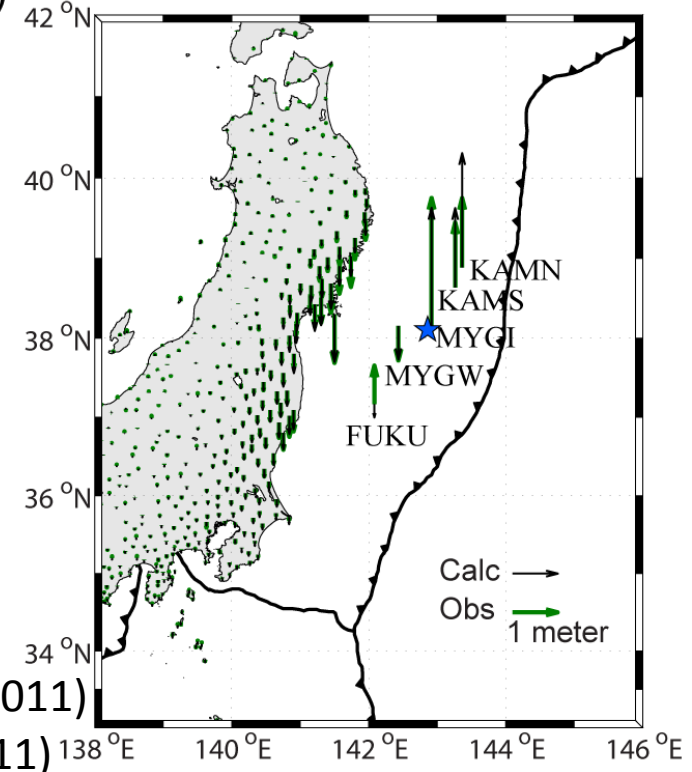 )
42 °N
40 °N
KAMN
KAMS
38 °N
MYGI
MYGW
FUKU
36 °N
Calc
Obs
1 meter
34 °N
011)
11)
138 °E 140 °E 142 °E 144 °E 146 °E